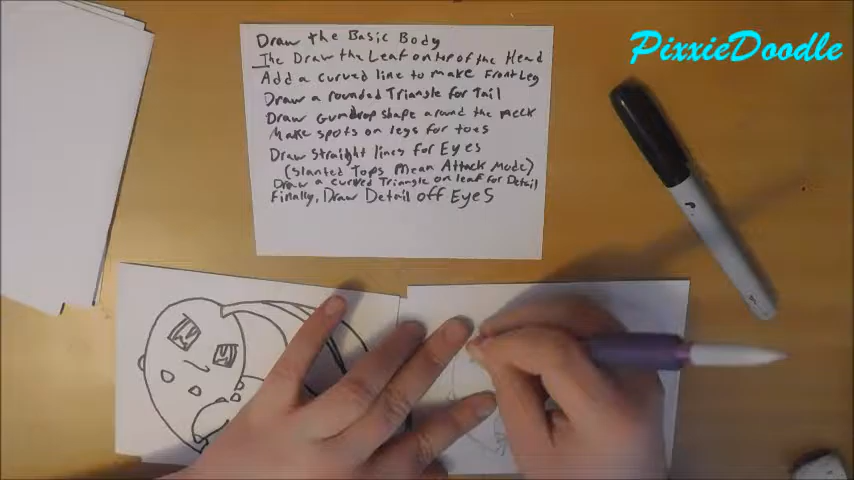 PixxieDoodle
Draw the Basic Body
The Draw the Leaf on top of the Head
Add a curved line to make Front Leg
Draw a rounded Triangle for Tail
Draw Gumdrop shape around the Neck
Make spots on legs for toes
Draw Straight lines for Eyes
(Slanted Tops Mean Attack Mode)
Draw a curved Triangle on leaf for Detail
Finally, Draw Detail off Eyes